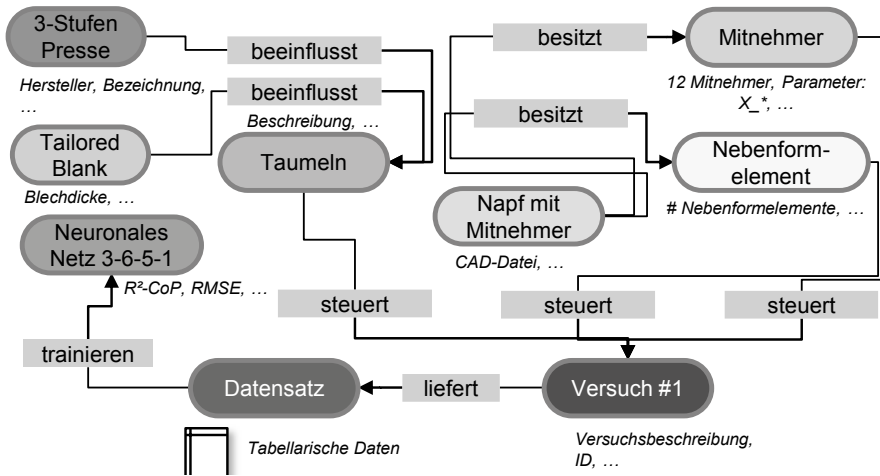 3-Stufen
Presse
beeinflusst
besitzt
Mitnehmer
Hersteller, Bezeichnung,
...
12 Mitnehmer, Parameter:
X_*, ...
beeinflusst
Beschreibung, ...
besitzt
Tailored
Blank
Blechdicke, ...
Taumeln
Nebenform-
element
# Nebenformelemente, ...
Napf mit
Mitnehmer
CAD-Datei, ...
Neuronales
Netz 3-6-5-1
R²-CoP, RMSE, ...
steuert
steuert
steuert
trainieren
Datensatz
liefert
Versuch #1
Tabellarische Daten
Versuchsbeschreibung,
ID, ...